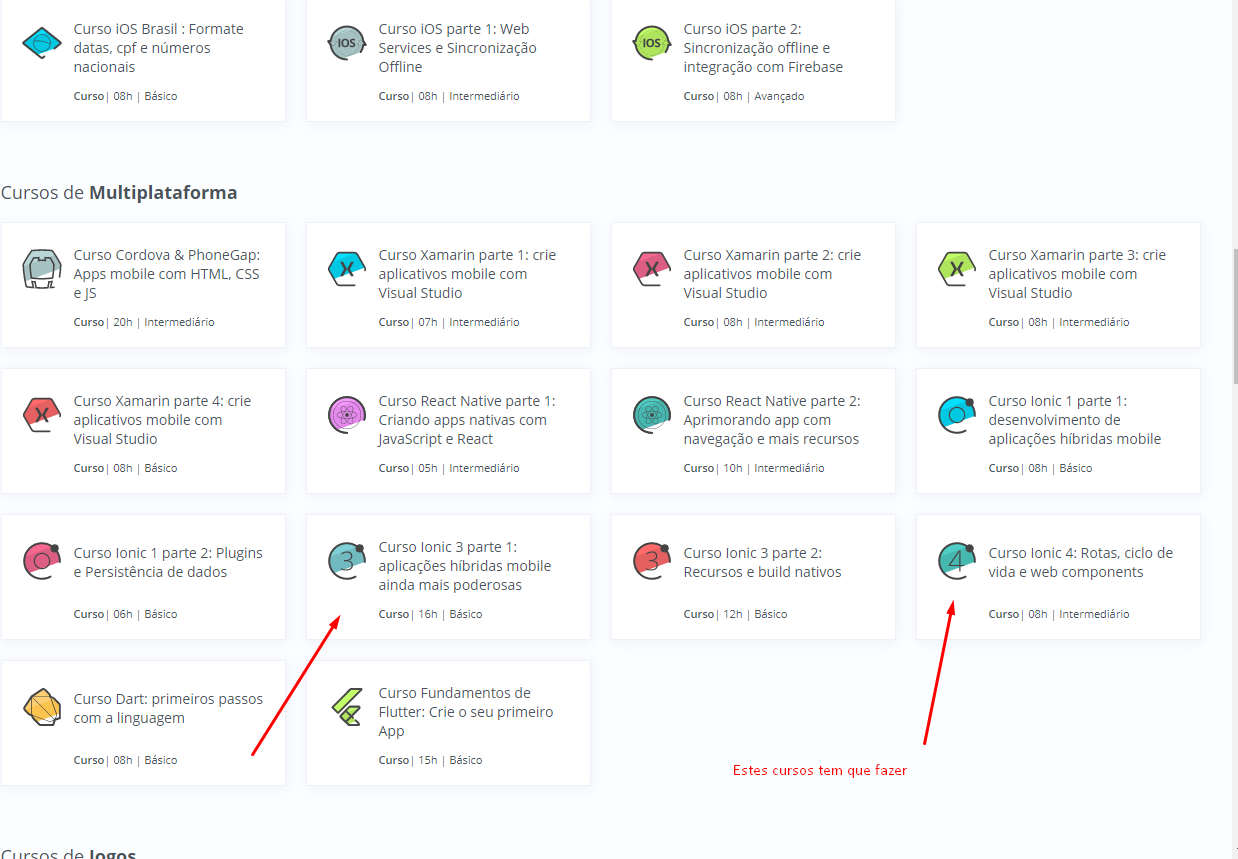 Curso iOS Brasil : Formate
datas, cpf e números
nacionais
Curso | 08h | Básico
IOS
Curso iOS parte 1: Web
Services e Sincronização
Offline
Curso | 08h | Intermediário
IOS
Curso iOS parte 2:
Sincronização offline e
integração com Firebase
Curso | 08h | Avançado
Cursos de Multiplataforma
Curso Cordova & PhoneGap:
Apps mobile com HTML, CSS
e JS
Curso | 20h | Intermediário
X
Curso Xamarin parte 1: crie
aplicativos mobile com
Visual Studio
Curso | 07h | Intermediário
X
Curso Xamarin parte 2: crie
aplicativos mobile com
Visual Studio
Curso | 08h | Intermediário
X
Curso Xamarin parte 3: crie
aplicativos mobile com
Visual Studio
Curso | 08h | Intermediário
X
Curso Xamarin parte 4: crie
aplicativos mobile com
Visual Studio
Curso | 08h | Básico
Curso React Native parte 1:
Criando apps nativas com
JavaScript e React
Curso | 05h | Intermediário
Curso React Native parte 2:
Aprimorando app com
navegação e mais recursos
Curso | 10h | Intermediário
Curso Ionic 1 parte 1:
desenvolvimento de
aplicações híbridas mobile
Curso | 08h | Básico
Curso Ionic 1 parte 2: Plugins
e Persistência de dados
Curso | 06h | Básico
3
Curso Ionic 3 parte 1:
aplicações híbridas mobile
ainda mais poderosas
Curso | 16h | Básico
3
Curso Ionic 3 parte 2:
Recursos e build nativos
Curso | 12h | Básico
4
Curso Ionic 4: Rotas, ciclo de
vida e web components
Curso | 08h | Intermediário
Curso Dart: primeiros passos
com a linguagem
Curso | 08h | Básico
Curso Fundamentos de
Flutter: Crie o seu primeiro
App
Curso | 15h | Básico
Estes cursos tem que fazer
Cursos de Jogos